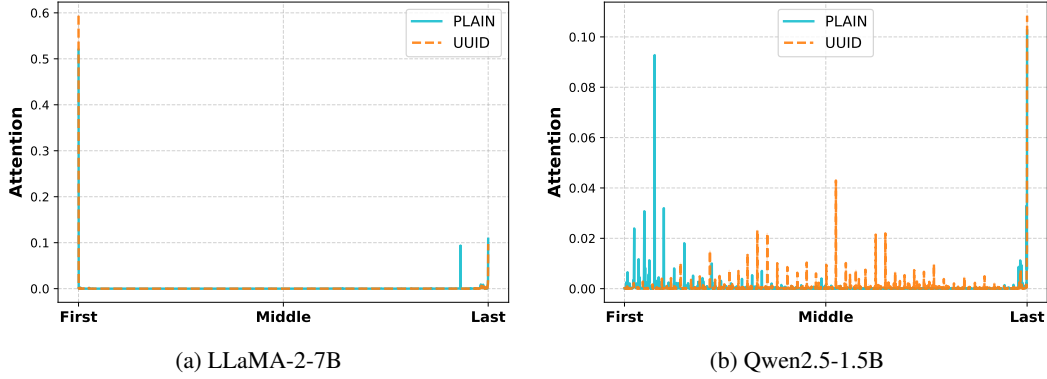 0.6
0.5
0.4
0.3
0.2
0.1
0.0
Attention
PLAIN
UUID
First
Middle
Last
(a) LLaMA-2-7B
0.10
0.08
0.06
0.04
0.02
0.00
Attention
PLAIN
UUID
First
Middle
Last
(b) Qwen2.5-1.5B